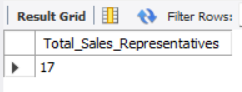 Result Grid Filter Rows:
Total_Sales_Representatives
17